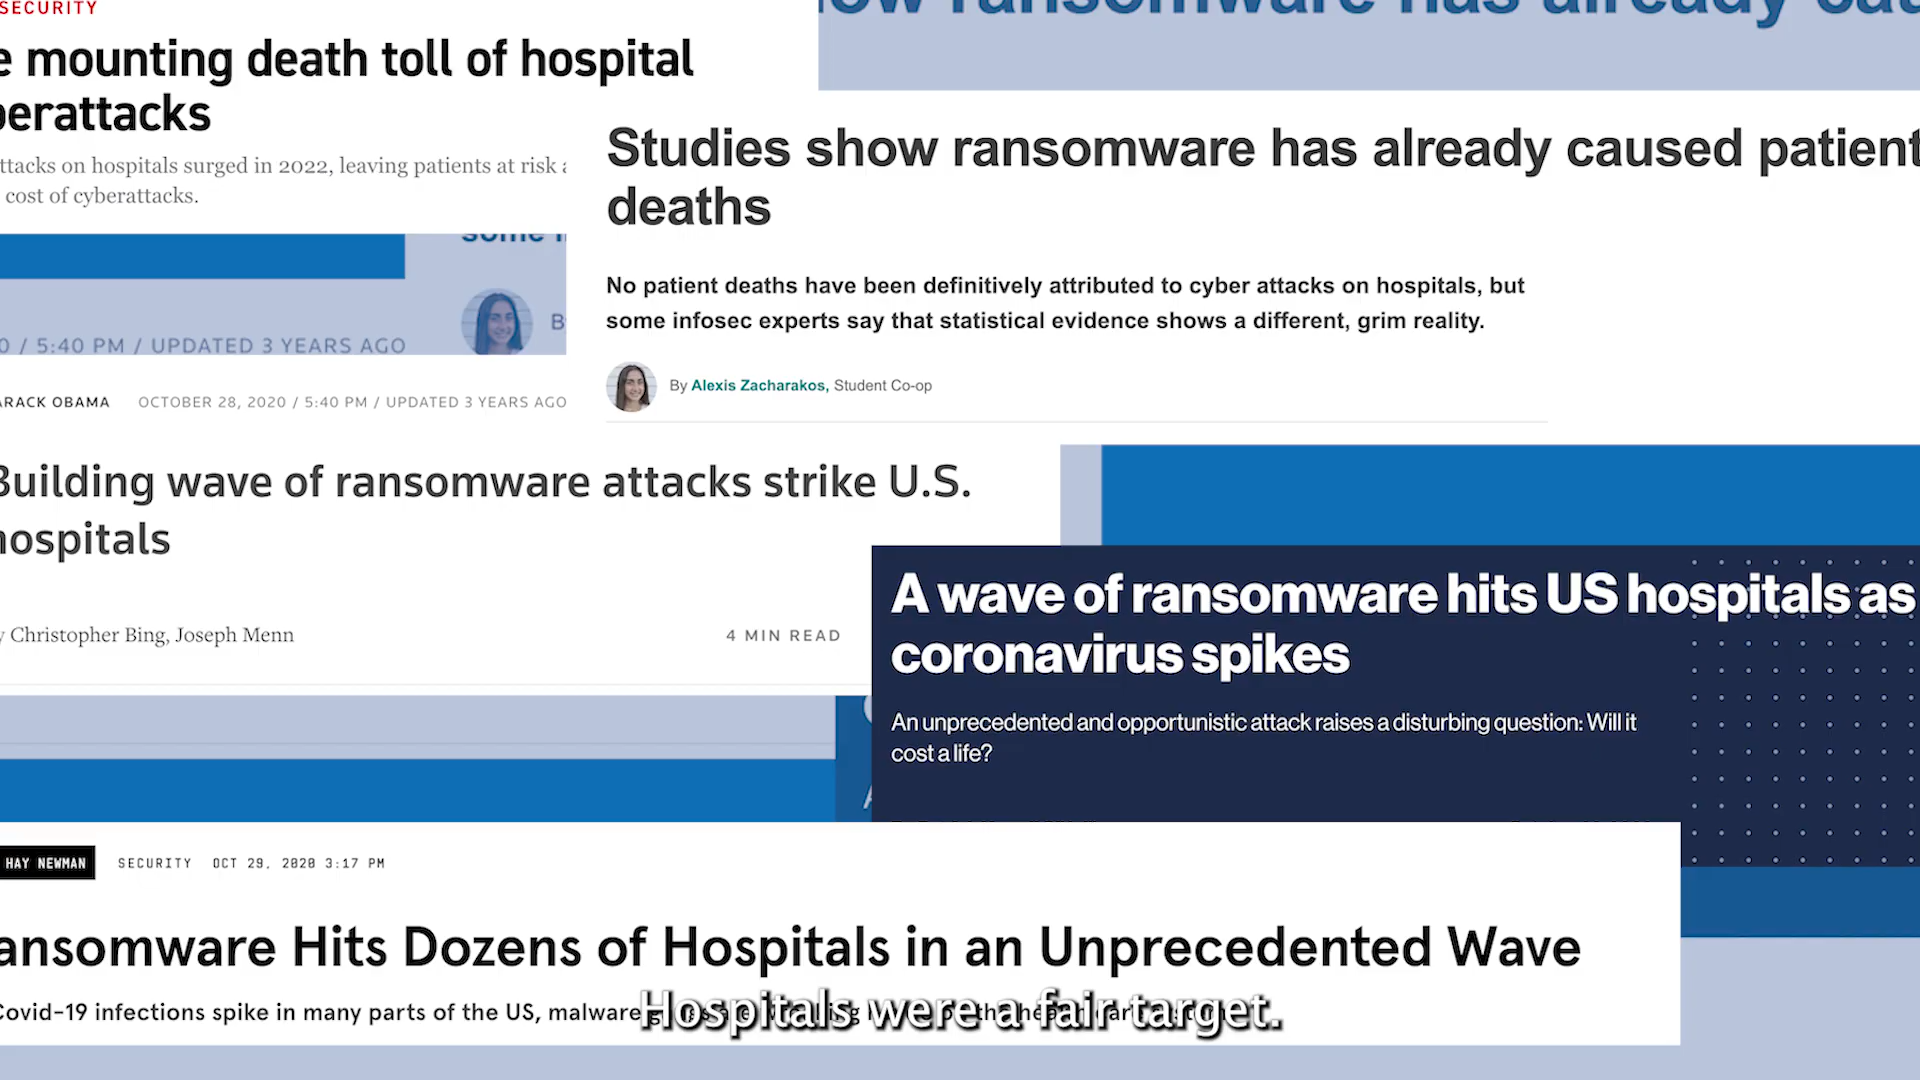 SECURITY
mounting death toll of hospital
on hospitals surged in 2022, leaving patients at risk
cost of cyberattacks.
ransomware has already
Studies show ransomware has already caused patient
deaths
No patient deaths have been definitively attributed to cyber attacks on hospitals, but
some infosec experts say that statistical evidence shows a different, grim reality.
By Alexis Zacharakos, Student Co-op
/ 5:40 PM / UPDATED 3 YEARS AGO
OBAMA OCTOBER 28, 2020 / 5:40 PM / UPDATED 3 YEARS AGO
Building wave of ransomware attacks strike U.S.
hospitals
Christopher Bing, Joseph Menn
4 MIN READ
A wave of ransomware hits US hospitals as
coronavirus spikes
An unprecedented and opportunistic attack raises a disturbing question: Will it
cost a life?
HAY NEWMAN SECURITY OCT 29, 2020 3:17 PM
Hits Dozens of Hospitals in an Unprecedented Wave
Covid-19 infections spike in many parts of the US, malware
Hospitals were a fair target.